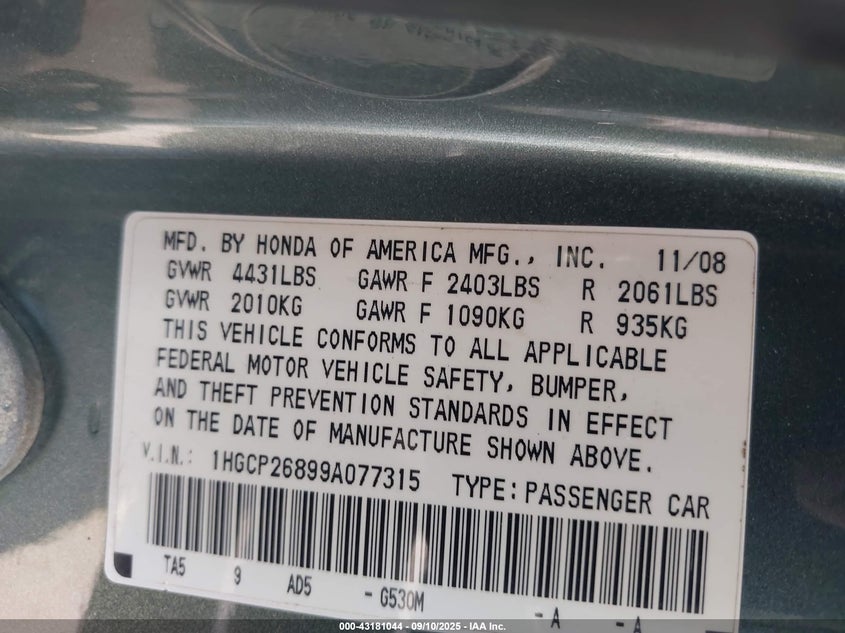 MFD. BY HONDA OF AMERICA MFG., INC. 11/08
GVWR 4431LBS GAWR F 2403LBS R 2061LBS
GVWR 2010KG GAWR F 1090KG R 935KG
THIS VEHICLE CONFORMS TO ALL APPLICABLE
FEDERAL MOTOR VEHICLE SAFETY, BUMPER,
AND THEFT PREVENTION STANDARDS IN EFFECT
ON THE DATE OF MANUFACTURE SHOWN ABOVE.
V.I.N.: 1HGCP26899A077315 TYPE: PASSENGER CAR
TA5 9 AD5 - G530M - A - A
000-43181044 - 09/10/2025 - IAA Inc.